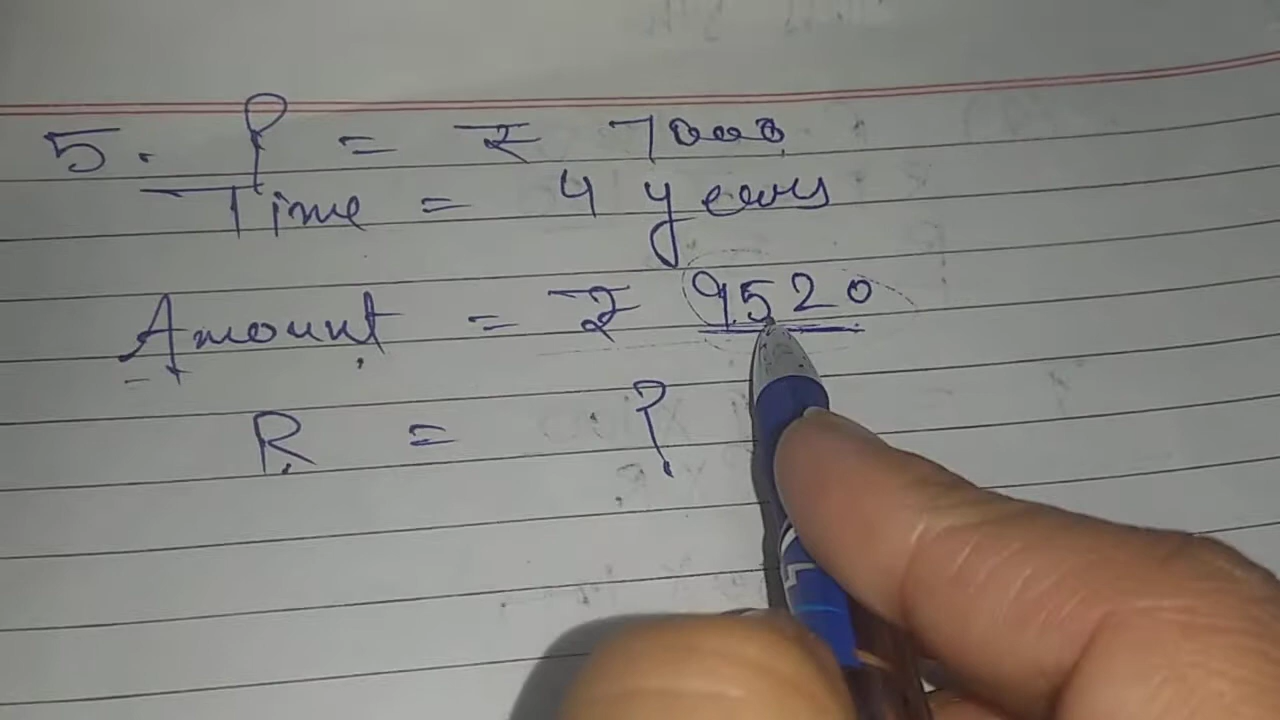 5. P = ₹ 7000
Time = 4 years
Amount = ₹ 9520
R = ?